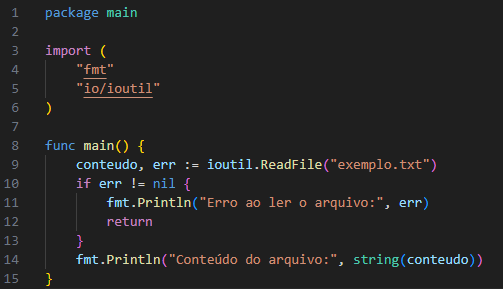 1 package main
2
3 import (
4     "fmt"
5     "io/ioutil"
6 )
7
8 func main() {
9     conteudo, err := ioutil.ReadFile("exemplo.txt")
10     if err != nil {
11         fmt.Println("Erro ao ler o arquivo:", err)
12         return
13     }
14     fmt.Println("Conteúdo do arquivo:", string(conteudo))
15 }